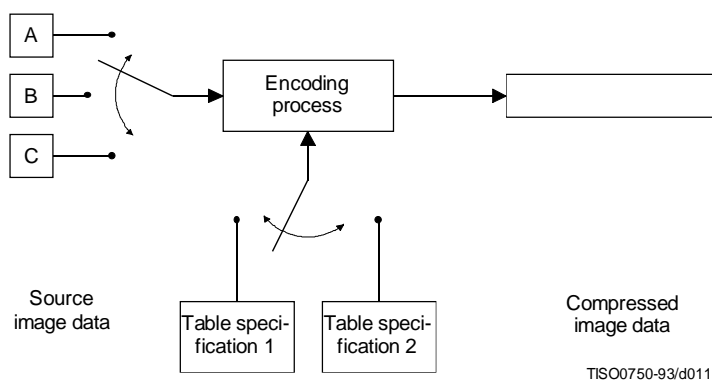 A
B
C
Encoding
process
Source
image data
Table speci-
fication 1
Table speci-
fication 2
Compressed
image data
TISO0750-93/d011